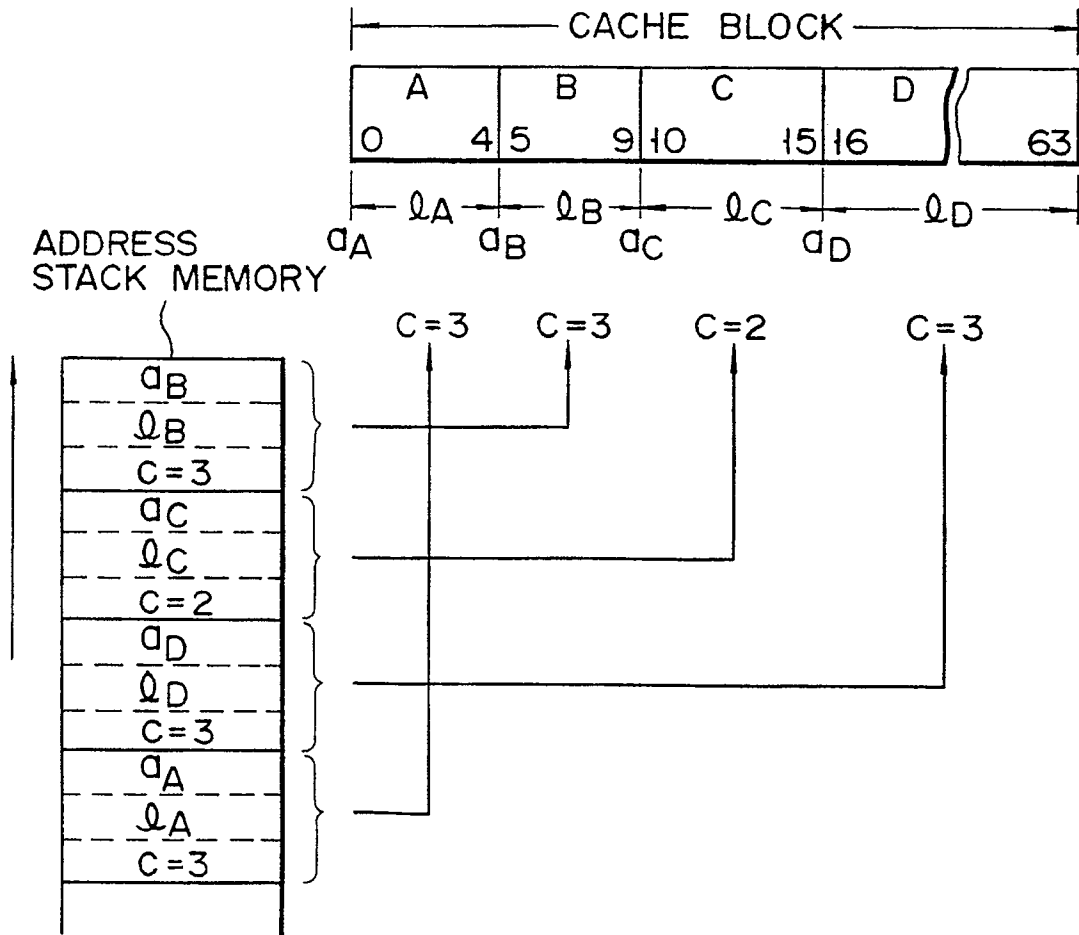 CACHE BLOCK
A B C D
0 4 5 9 10 15 16 63
ℓA ℓB ℓC ℓD
aA aB aC aD
ADDRESS
STACK MEMORY
C=3 C=3 C=2 C=3
aB
ℓB
C=3
aC
ℓC
C=2
aD
ℓD
C=3
aA
ℓA
C=3